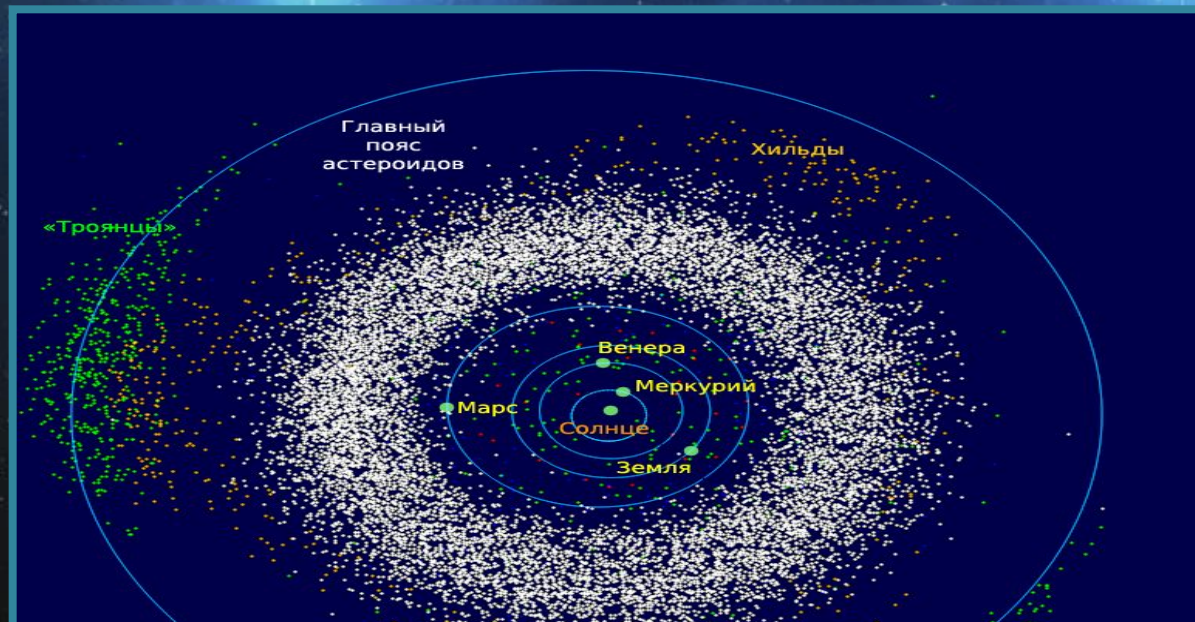 Главный
пояс
астероидов
Хильды
«Троянцы»
Венера
Меркурий
Марс
Солнце
Земля